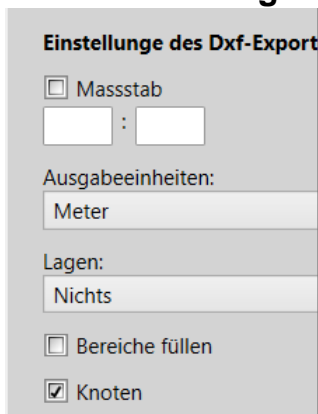 Einstellunge des Dxf-Export
Massstab
:
Ausgabeeinheiten:
Meter
Lagen:
Nichts
Bereiche füllen
Knoten